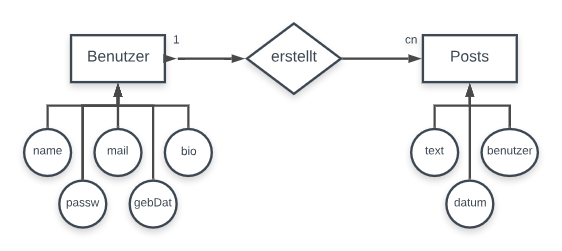 Benutzer
1
erstellt
cn
Posts
name
mail
bio
passw
gebDat
text
benutzer
datum